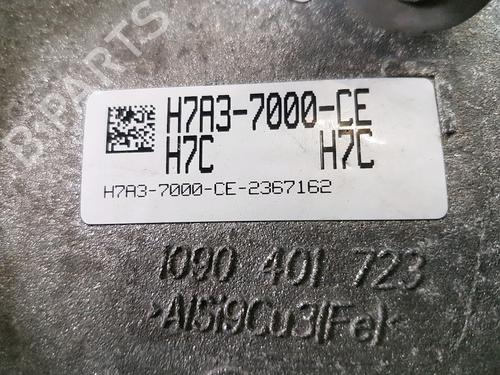 B-PARTS
H7A3-7000-CE
H7C H7C
H7A3-7000-CE-2367162
1090 401 723
>AlSi9Cu3(Fe)<